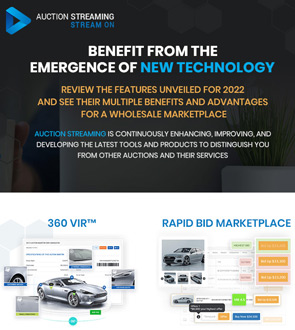 AUCTION STREAMING
STREAM ON
BENEFIT FROM THE
EMERGENCE OF NEW TECHNOLOGY
REVIEW THE FEATURES UNVEILED FOR 2022
AND SEE THEIR MULTIPLE BENEFITS AND ADVANTAGES
FOR A WHOLESALE MARKETPLACE
AUCTION STREAMING IS CONTINUOUSLY ENHANCING, IMPROVING, AND
DEVELOPING THE LATEST TOOLS AND PRODUCTS TO DISTINGUISH YOU
FROM OTHER AUCTIONS AND THEIR SERVICES
360 VIR™
RAPID BID MARKETPLACE